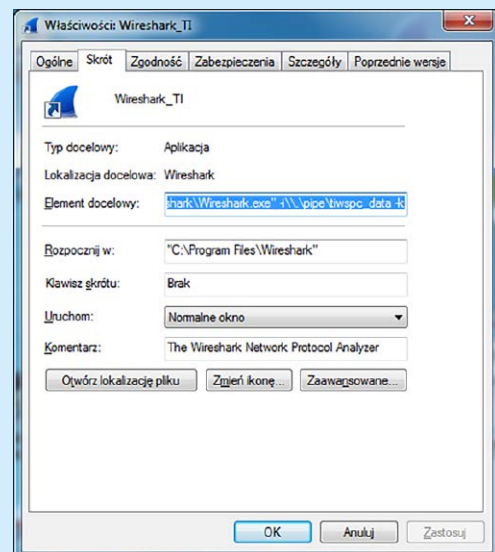 Właściwości: Wireshark_TI
Ogólne Skrót Zgodność Zabezpieczenia Szczegóły Poprzednie wersje
Wireshark_TI
Typ docelowy: Aplikacja
Lokalizacja docelowa: Wireshark
Element docelowy: shark\Wireshark.exe" -i\\.\pipe\tiwspc_data -k
Rozpocznij w: "C:\Program Files\Wireshark"
Klawisz skrótu: Brak
Uruchom: Normalne okno
Komentarz: The Wireshark Network Protocol Analyzer
Otwórz lokalizację pliku Zmień ikonę... Zaawansowane...
OK Anuluj Zastosuj